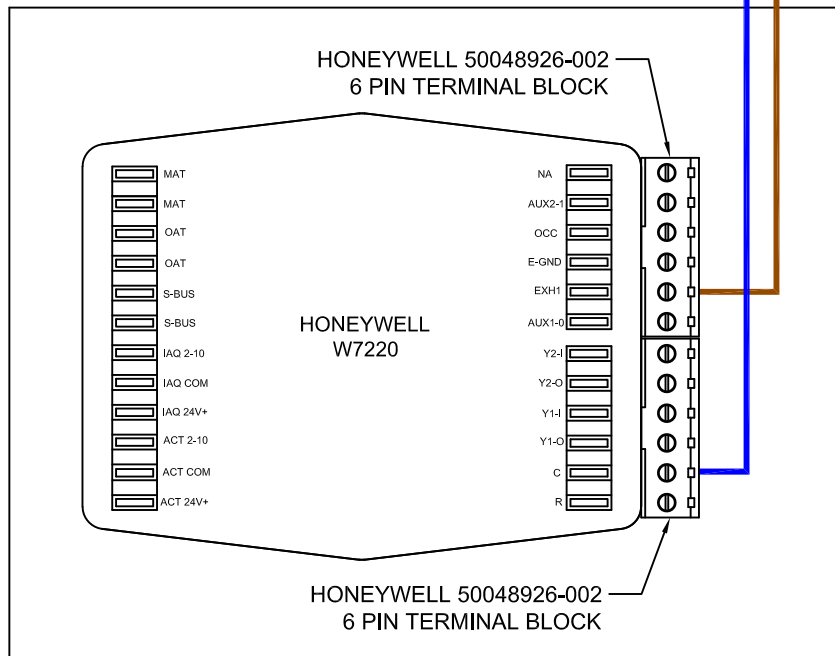 HONEYWELL 50048926-002
6 PIN TERMINAL BLOCK
MAT
MAT
OAT
OAT
S-BUS
S-BUS
IAQ 2-10
IAQ COM
IAQ 24V+
ACT 2-10
ACT COM
ACT 24V+
HONEYWELL
W7220
NA
AUX2-1
OCC
E-GND
EXH1
AUX1-0
Y2-I
Y2-O
Y1-I
Y1-O
C
R
HONEYWELL 50048926-002
6 PIN TERMINAL BLOCK